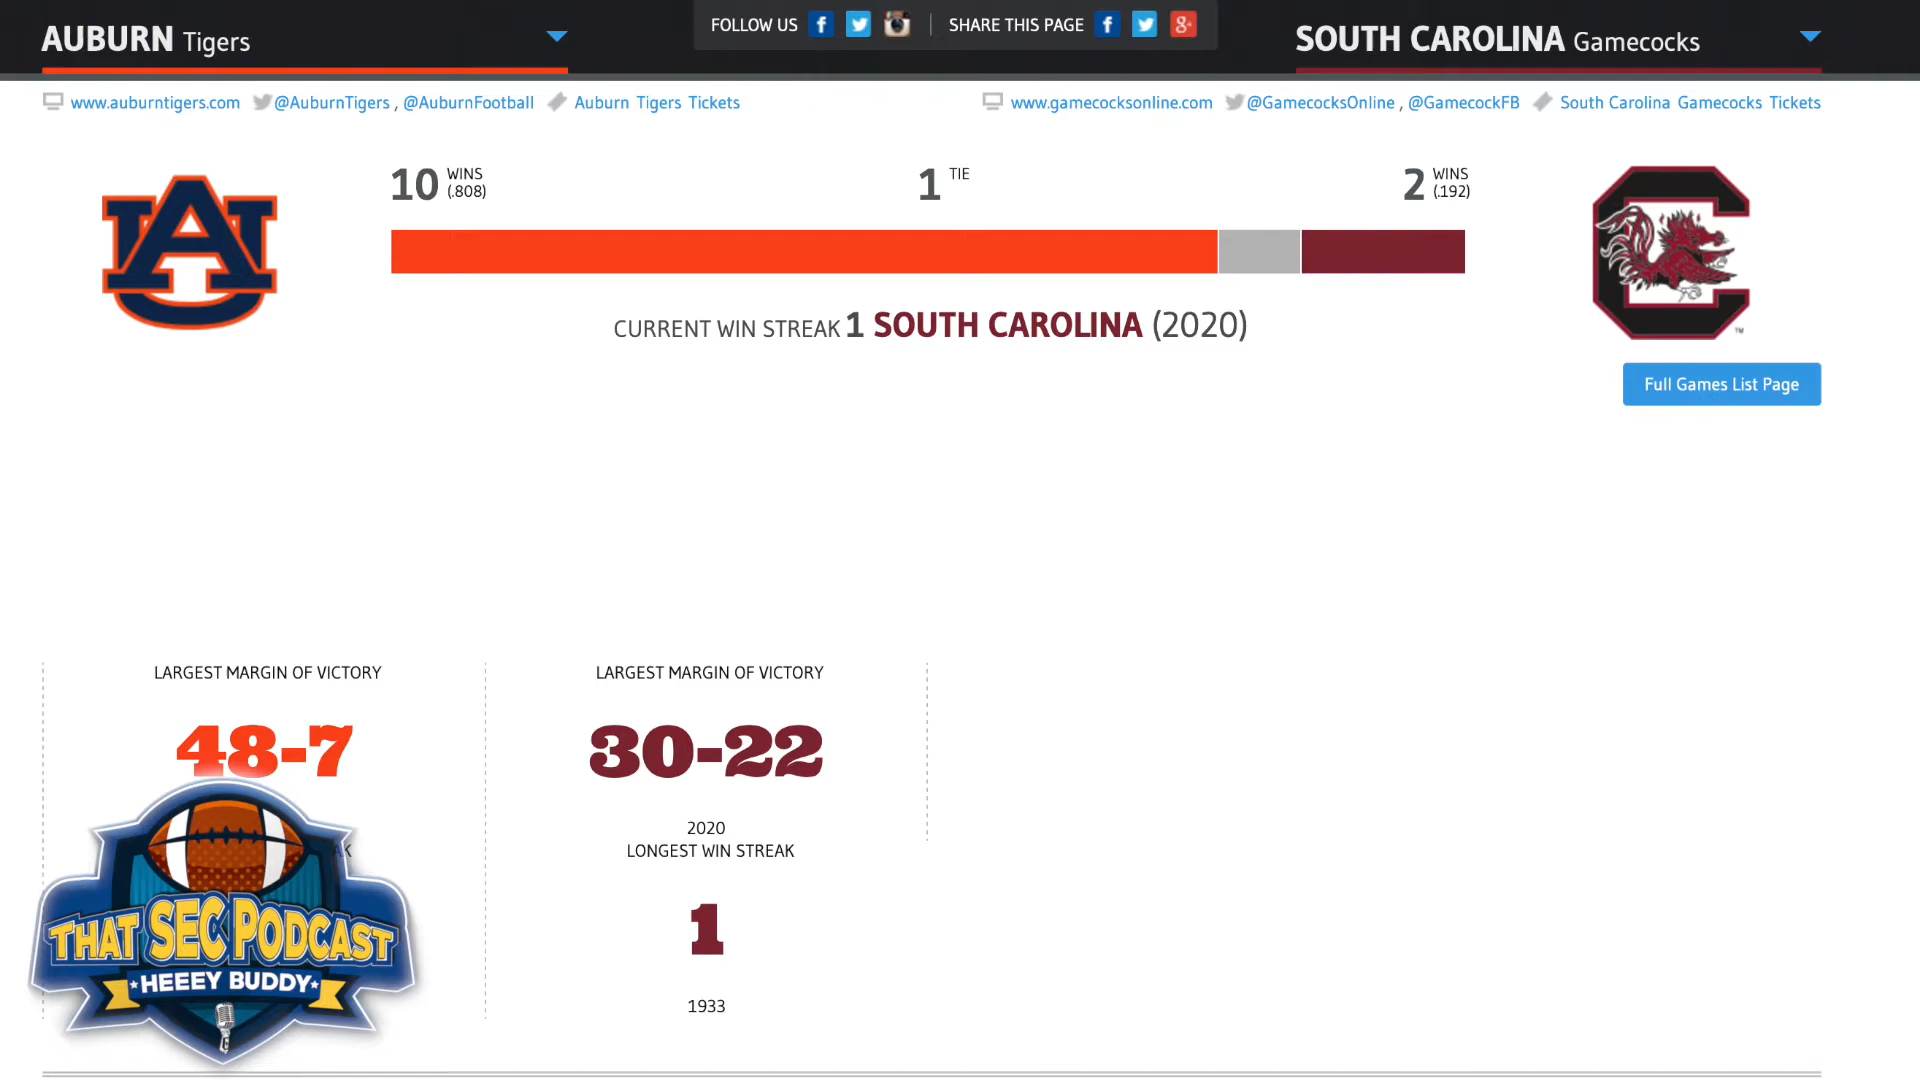 AUBURN Tigers
FOLLOW US
SHARE THIS PAGE
SOUTH CAROLINA Gamecocks
www.auburntigers.com @AuburnTigers , @AuburnFootball Auburn Tigers Tickets
www.gamecocksonline.com @GamecocksOnline , @GamecockFB South Carolina Gamecocks Tickets
10 WINS (.808)
1 TIE
2 WINS (.192)
CURRENT WIN STREAK 1 SOUTH CAROLINA (2020)
Full Games List Page
LARGEST MARGIN OF VICTORY
48-7
LARGEST MARGIN OF VICTORY
30-22
2020
LONGEST WIN STREAK
1
1933
THAT SEC PODCAST
HEEEY BUDDY